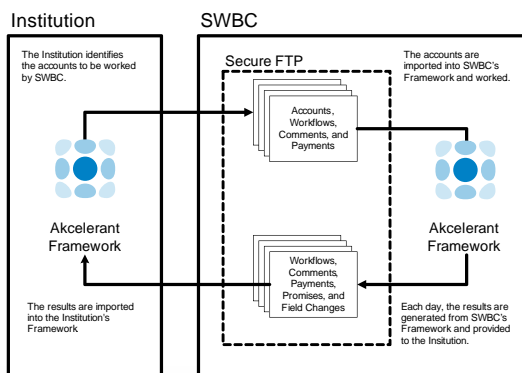 Institution
The Institution identifies
the accounts to be worked
by SWBC.
Akcelerant
Framework
The results are imported
into the Institution's
Framework
SWBC
Secure FTP
Accounts,
Workflows,
Comments, and
Payments
Workflows,
Comments,
Payments,
Promises, and
Field Changes
The accounts are
imported into SWBC's
Framework and worked.
Akcelerant
Framework
Each day, the results are
generated from SWBC's
Framework and provided
to the Insitution.